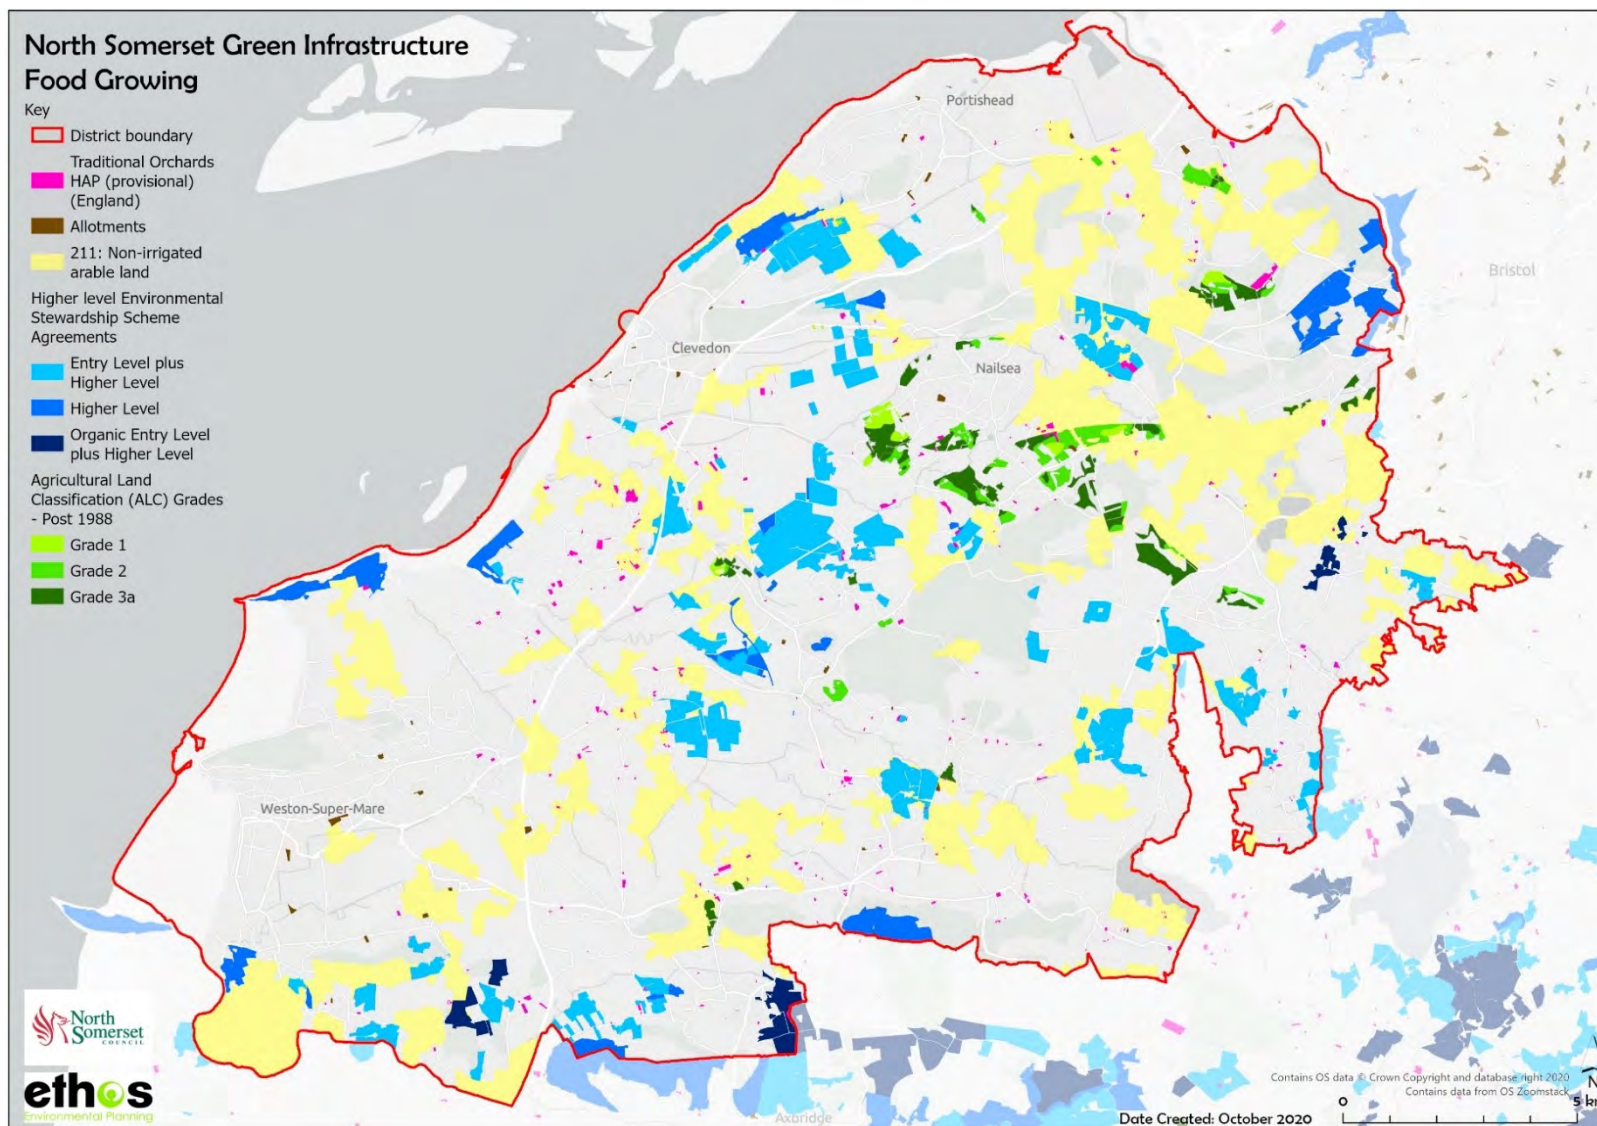 North Somerset Green Infrastructure
Food Growing
Key
District boundary
Traditional Orchards
HAP (provisional)
(England)
Allotments
211: Non-irrigated
arable land
Higher level Environmental
Stewardship Scheme
Agreements
Entry Level plus
Higher Level
Higher Level
Organic Entry Level
plus Higher Level
Agricultural Land
Classification (ALC) Grades
- Post 1988
Grade 1
Grade 2
Grade 3a
Portishead
Bristol
Clevedon
Nailsea
Weston-Super-Mare
Axbridge
North
Somerset
COUNCIL
ethos
Environmental Planning
Contains OS data © Crown Copyright and database right 2020
Contains data from OS Zoomstack
N
0
5 km
Date Created: October 2020